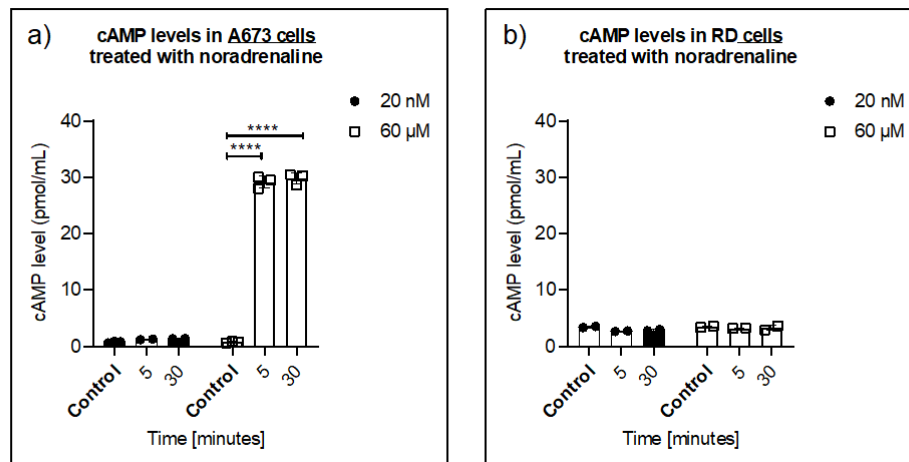 a)
cAMP levels in A673 cells
treated with noradrenaline
20 nM
60 µM
cAMP level (pmol/mL)
40
30
20
10
0
****
****
Control
5
30
Control
5
30
Time [minutes]
b)
cAMP levels in RD cells
treated with noradrenaline
20 nM
60 µM
cAMP level (pmol/mL)
40
30
20
10
0
Control
5
30
Control
5
30
Time [minutes]